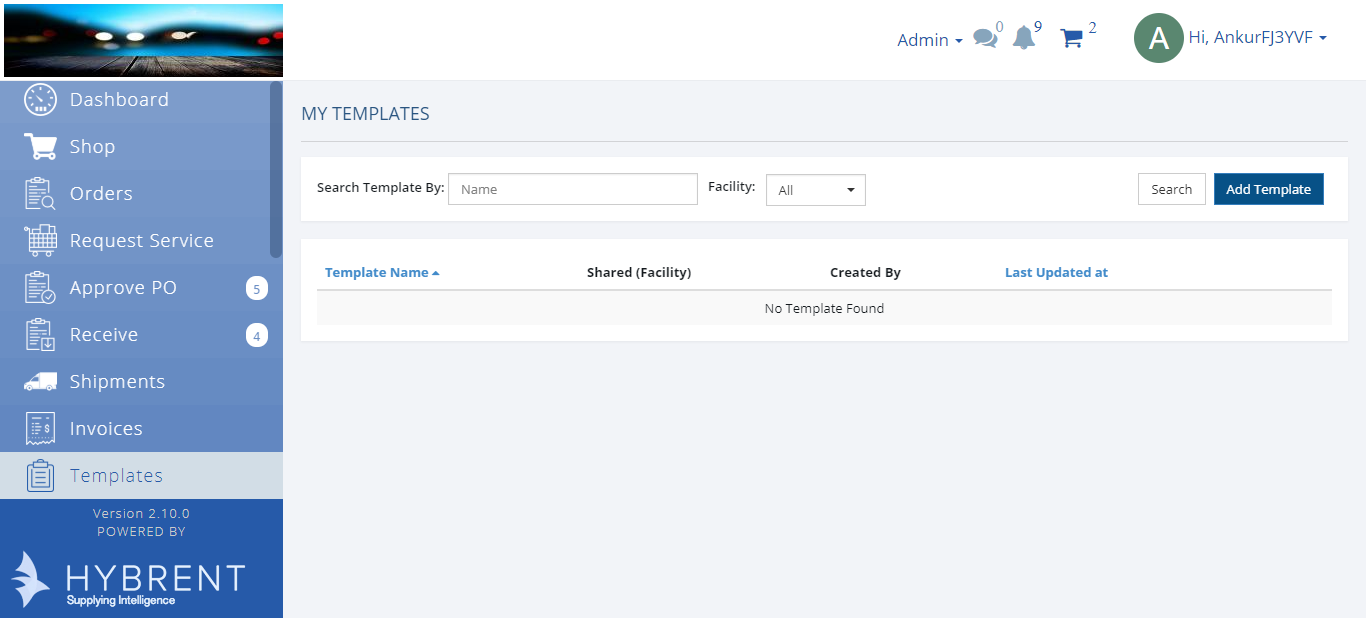 Admin 0 9 2 A Hi, AnkurFJ3YVF
Dashboard
Shop
Orders
Request Service
Approve PO 5
Receive 4
Shipments
Invoices
Templates
Version 2.10.0
POWERED BY
HYBRENT
Supplying Intelligence
MY TEMPLATES
Search Template By: Name Facility: All Search Add Template
Template Name Shared (Facility) Created By Last Updated at
No Template Found